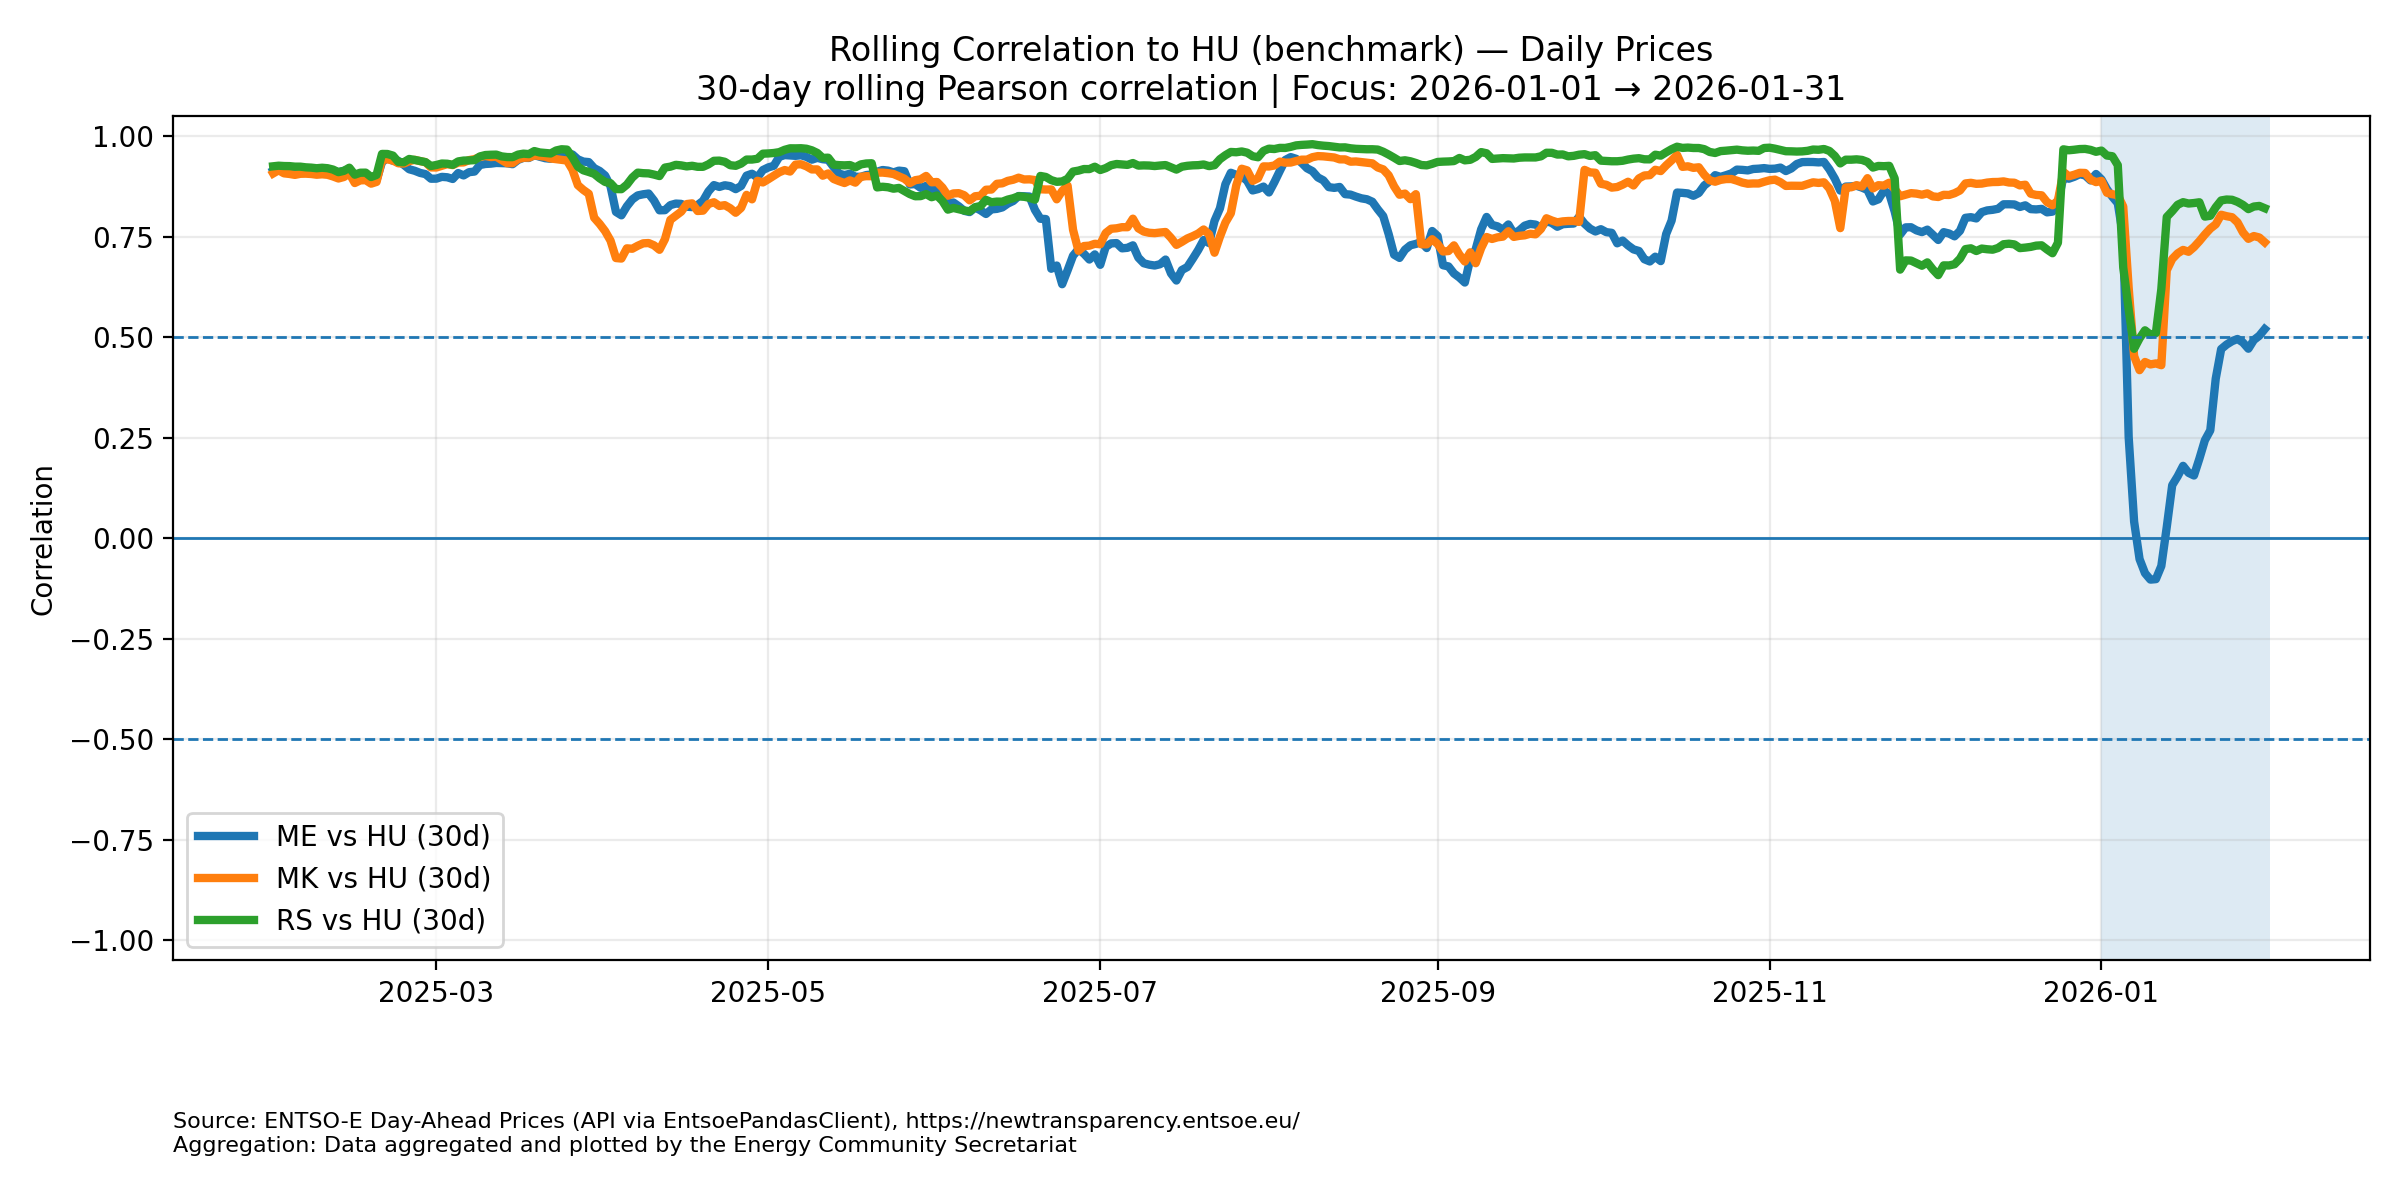 Rolling Correlation to HU (benchmark) — Daily Prices
30-day rolling Pearson correlation | Focus: 2026-01-01 → 2026-01-31
Correlation
1.00
0.75
0.50
0.25
0.00
−0.25
−0.50
−0.75
−1.00
ME vs HU (30d)
MK vs HU (30d)
RS vs HU (30d)
2025-03
2025-05
2025-07
2025-09
2025-11
2026-01
Source: ENTSO-E Day-Ahead Prices (API via EntsoePandasClient), https://newtransparency.entsoe.eu/
Aggregation: Data aggregated and plotted by the Energy Community Secretariat